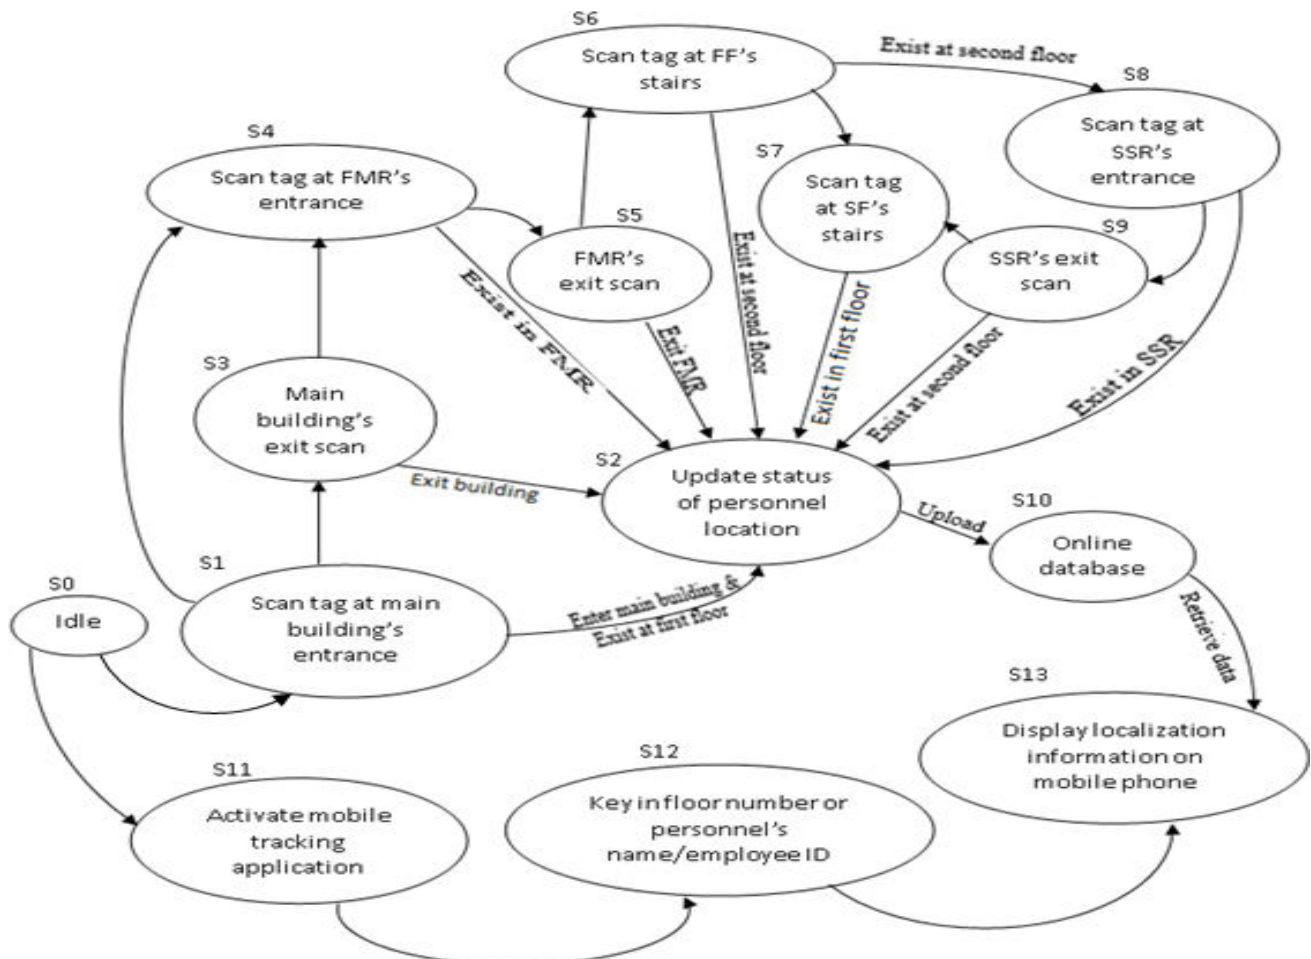 S6
Scan tag at FF's
stairs
Exist at second floor
S8
Scan tag at
SSR's
entrance
S4
Scan tag at FMR's
entrance
S7
Scan tag
at SF's
stairs
S5
FMR's
exit scan
S9
SSR's exit
scan
Exist in FMR
Exit FMR
Exist at second floor
Exist in first floor
Exist at second floor
Exist in SSR
S3
Main
building's
exit scan
Exit building
S2
Update status
of personnel
location
Upload
S10
Online
database
Retrieve data
S1
Scan tag at main
building's
entrance
Enter main building &
Exist at first floor
S0
Idle
S13
Display localization
information on
mobile phone
S11
Activate mobile
tracking
application
S12
Key in floor number or
personnel's
name/employee ID